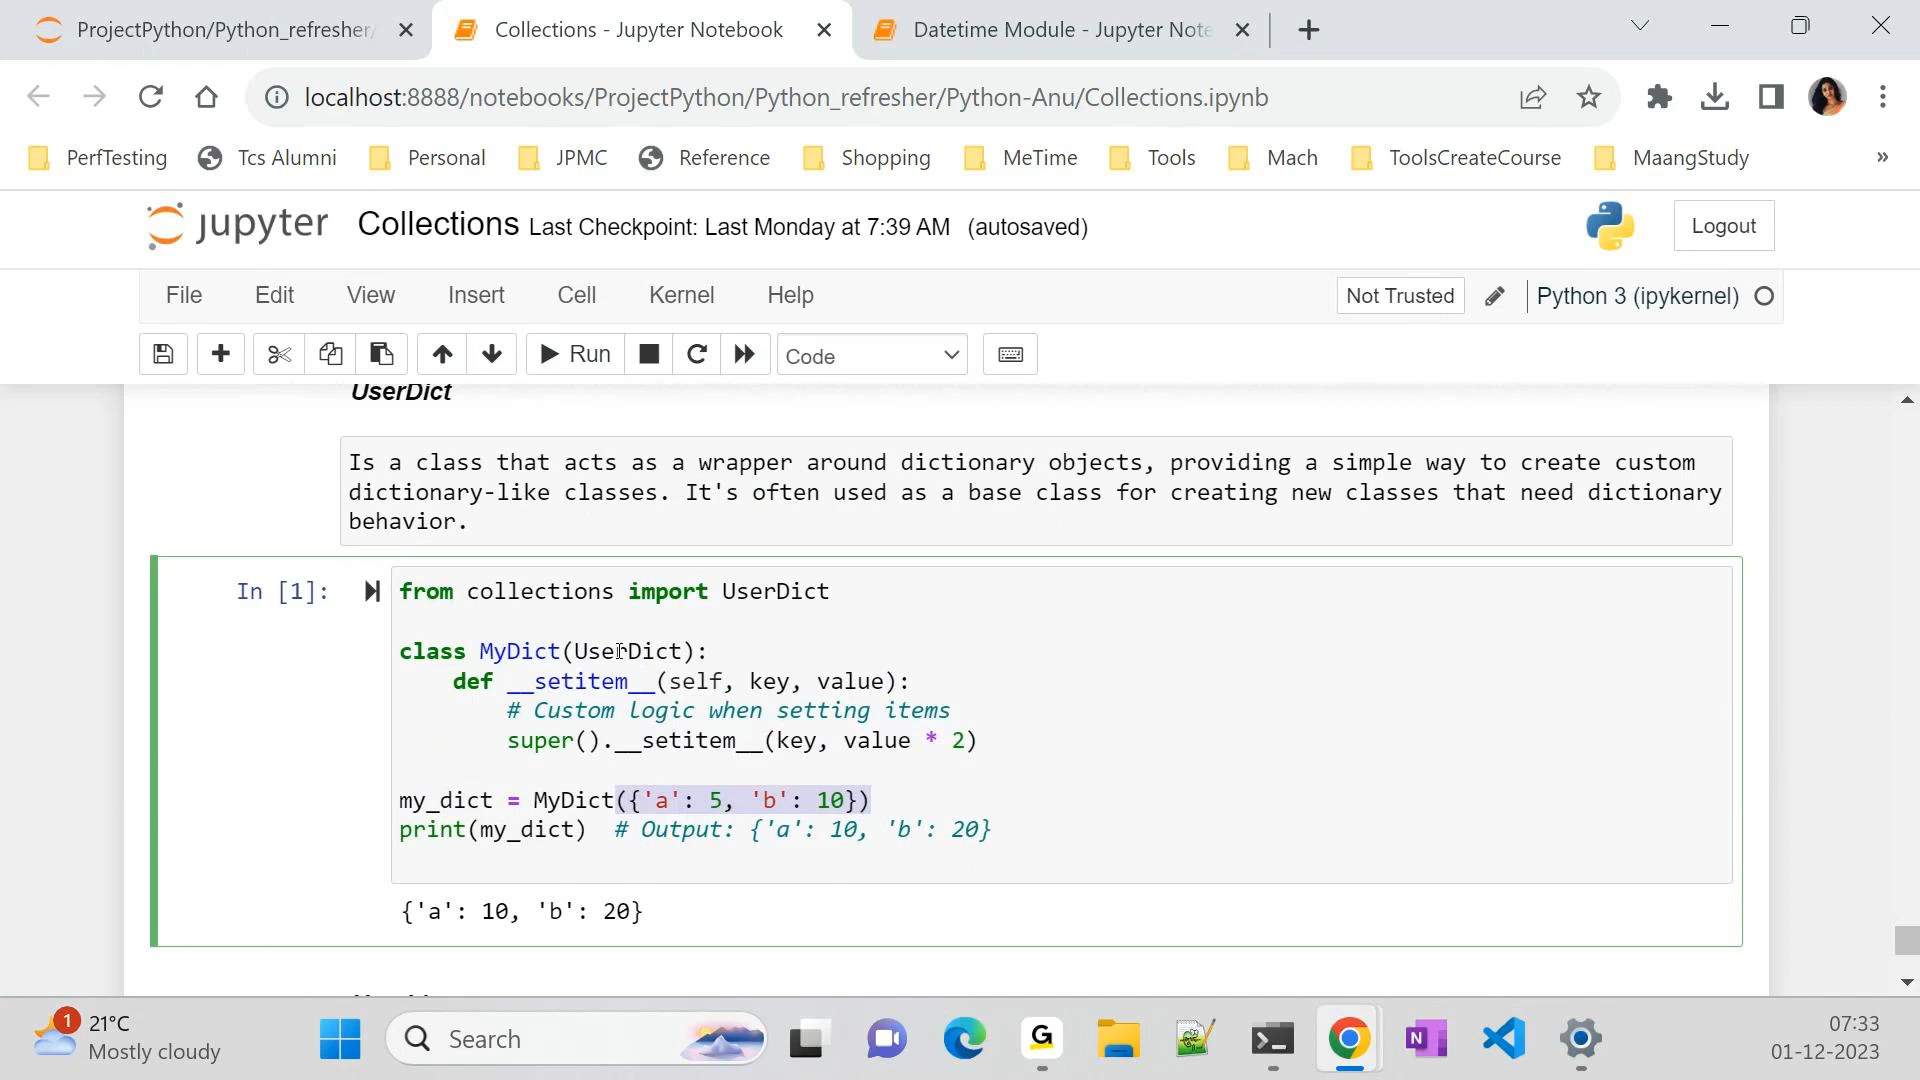 ProjectPython/Python_refresher/
Collections - Jupyter Notebook
Datetime Module - Jupyter Note
localhost:8888/notebooks/ProjectPython/Python_refresher/Python-Anu/Collections.ipynb
PerfTesting
Tcs Alumni
Personal
JPMC
Reference
Shopping
MeTime
Tools
Mach
ToolsCreateCourse
MaangStudy
»
jupyter Collections Last Checkpoint: Last Monday at 7:39 AM (autosaved)
Logout
File Edit View Insert Cell Kernel Help
Not Trusted
Python 3 (ipykernel)
Run
Code
UserDict
Is a class that acts as a wrapper around dictionary objects, providing a simple way to create custom
dictionary-like classes. It's often used as a base class for creating new classes that need dictionary
behavior.
In [1]:
from collections import UserDict
class MyDict(UserDict):
    def __setitem__(self, key, value):
        # Custom logic when setting items
        super().__setitem__(key, value * 2)
my_dict = MyDict({'a': 5, 'b': 10})
print(my_dict)  # Output: {'a': 10, 'b': 20}
{'a': 10, 'b': 20}
1
21°C
Mostly cloudy
Search
G
N
07:33
01-12-2023